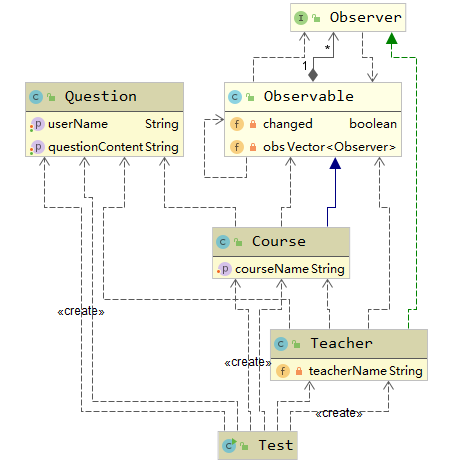 I Observer
1
*
C Question
p userName String
p questionContent String
C Observable
f changed boolean
f obs Vector<Observer>
C Course
p courseName String
«create»
C Teacher
f teacherName String
«create»
«create»
C Test